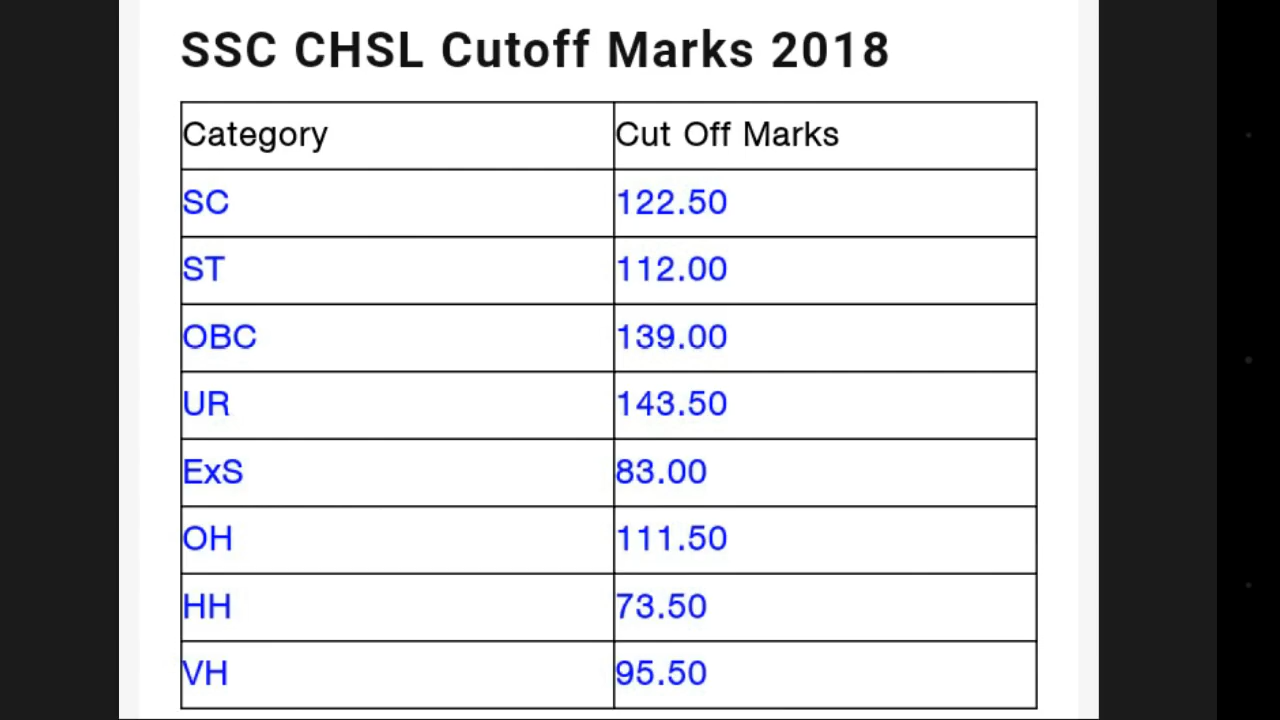 SSC CHSL Cutoff Marks 2018
Category Cut Off Marks
SC 122.50
ST 112.00
OBC 139.00
UR 143.50
ExS 83.00
OH 111.50
HH 73.50
VH 95.50